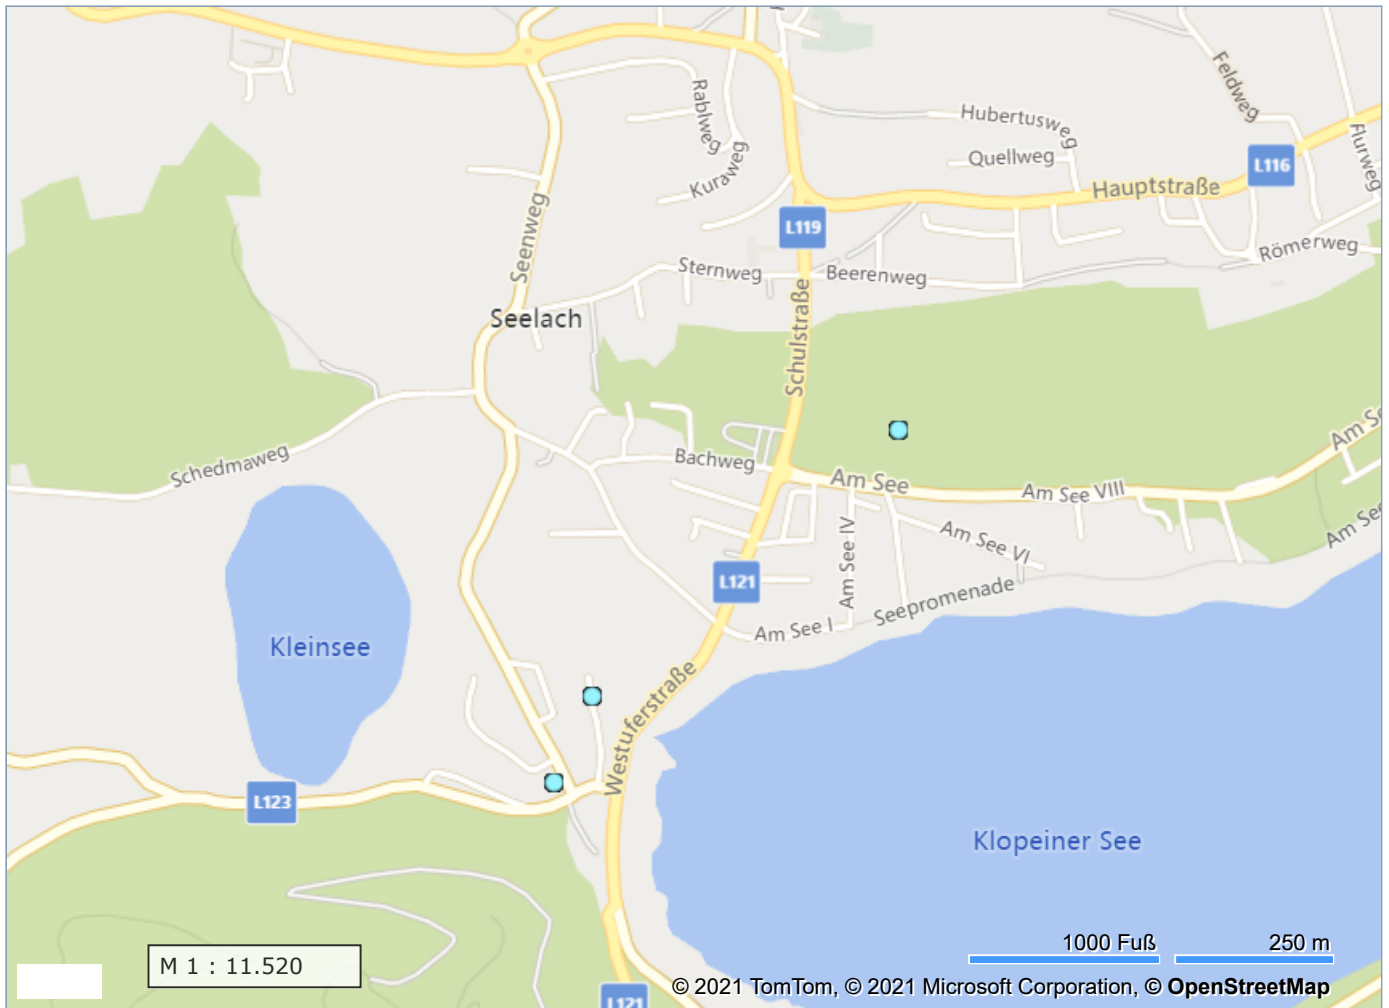 Feldweg
Rablweg
Hubertusweg
Flurweg
Quellweg
L116
Kuraweg
Hauptstraße
Seenweg
L119
Römerweg
Sternweg
Beerenweg
Seelach
Schulstraße
Am Se
Schedmaweg
Bachweg
Am See
Am See VIII
Am See
Am See VI
Am See IV
L121
Seepromenade
Am See I
Kleinsee
Westuferstraße
L123
Klopeiner See
1000 Fuß
250 m
M 1 : 11.520
© 2021 TomTom, © 2021 Microsoft Corporation, © OpenStreetMap
L121